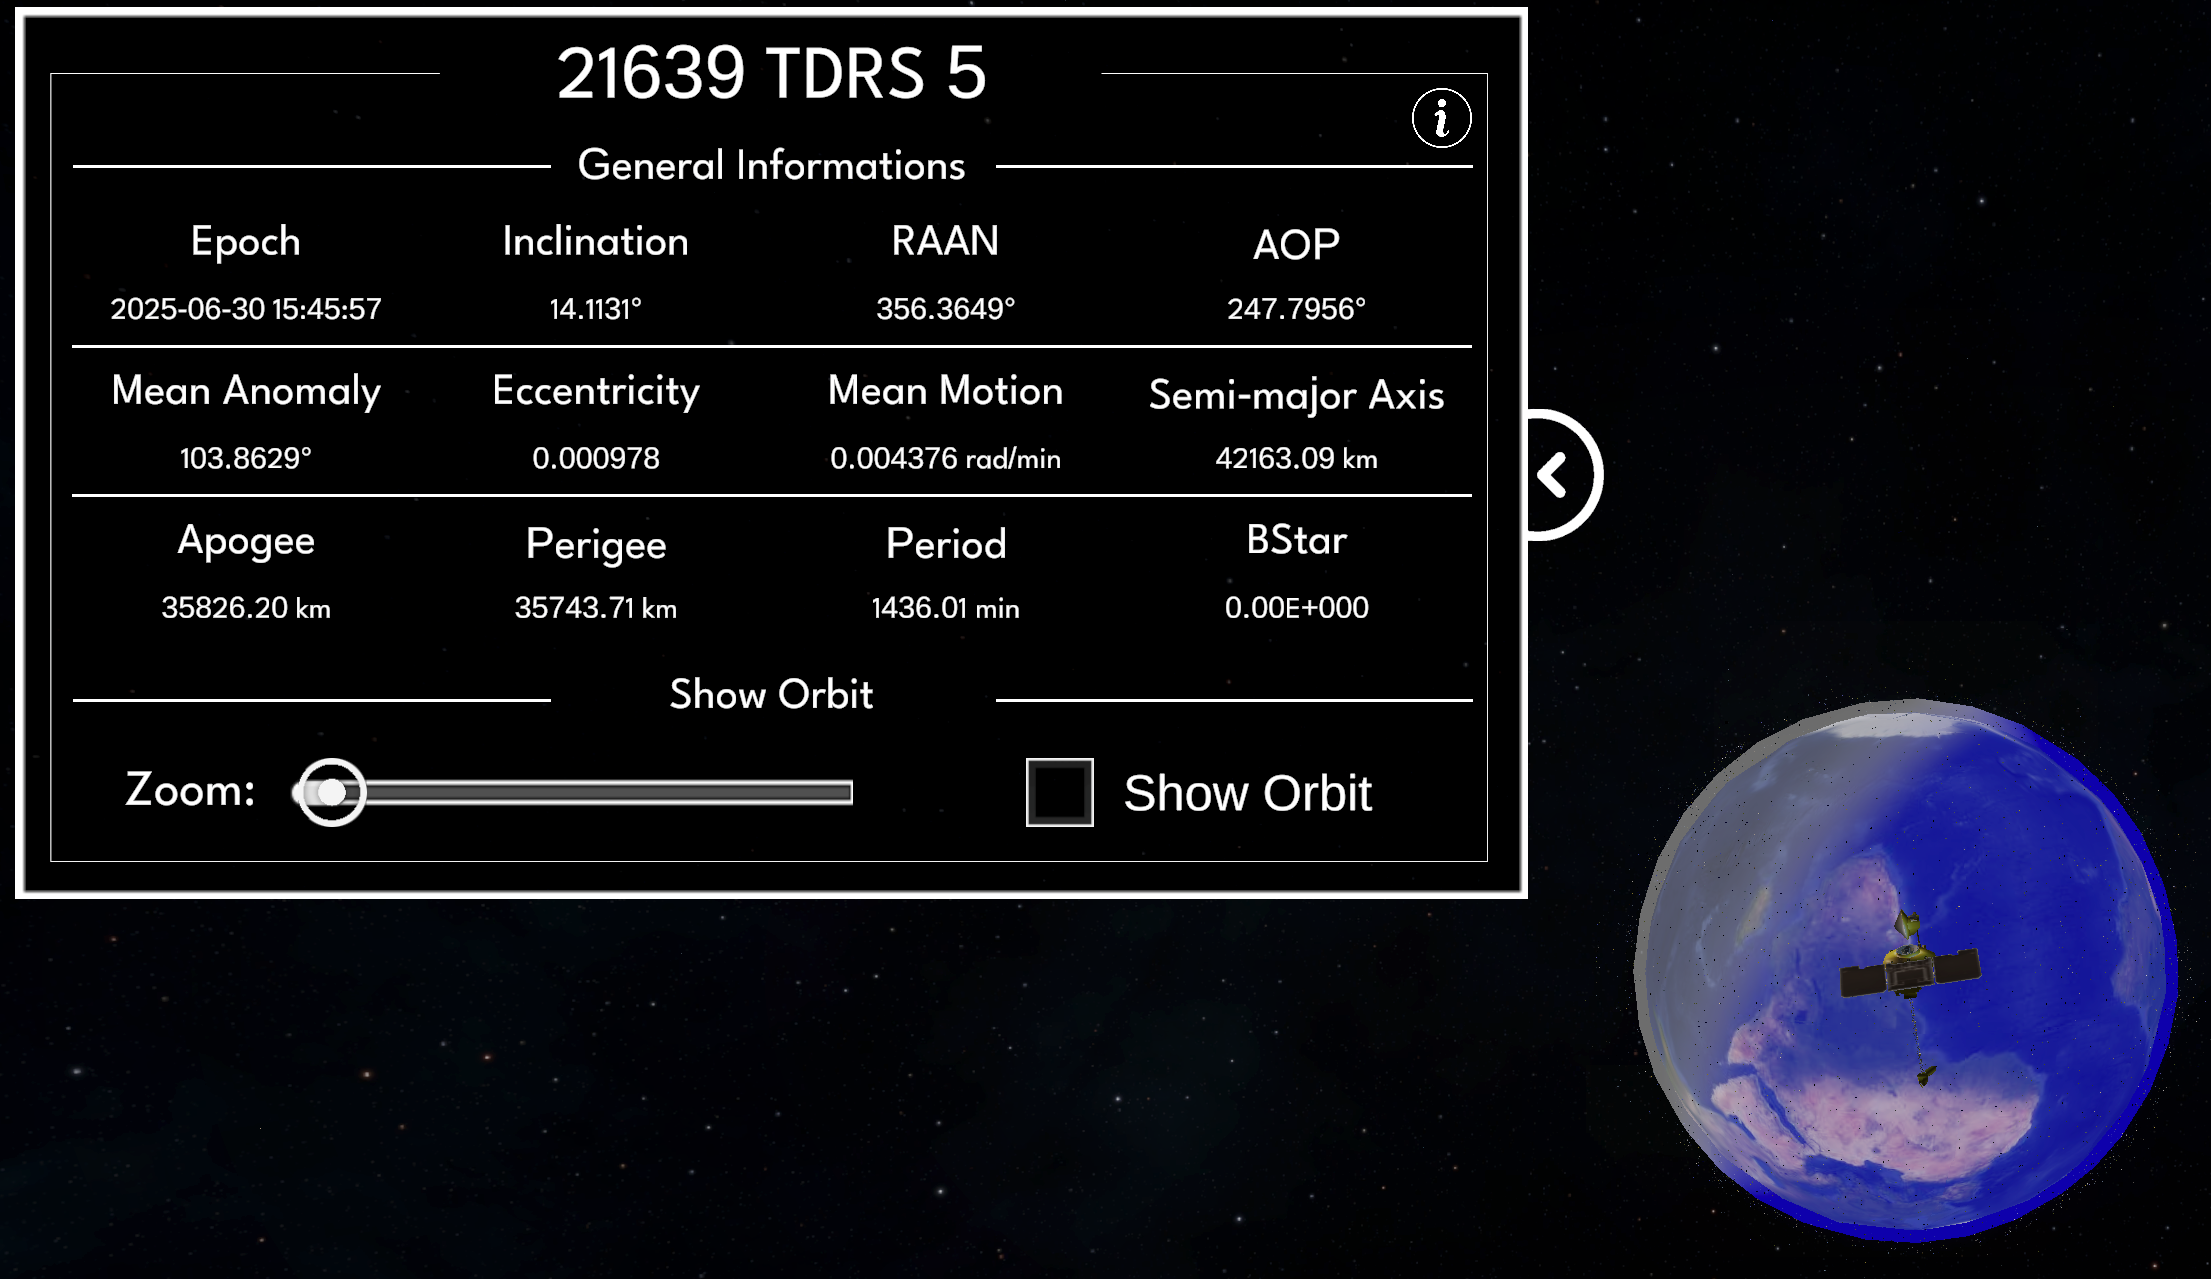 21639 TDRS 5
i
General Informations
Epoch Inclination RAAN AOP
2025-06-30 15:45:57 14.1131° 356.3649° 247.7956°
Mean Anomaly Eccentricity Mean Motion Semi-major Axis
103.8629° 0.000978 0.004376 rad/min 42163.09 km
Apogee Perigee Period BStar
35826.20 km 35743.71 km 1436.01 min 0.00E+000
Show Orbit
Zoom: Show Orbit